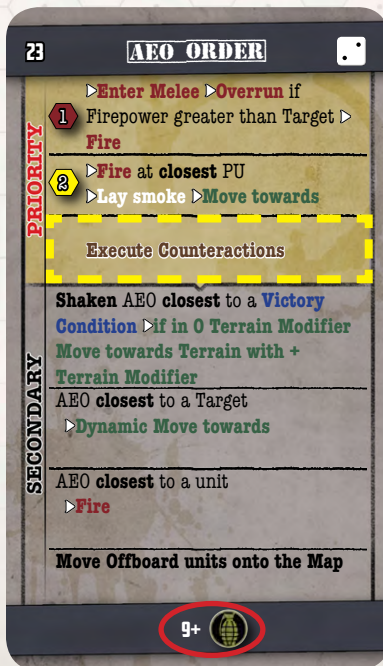 23 AEO ORDER
▷Enter Melee ▷Overrun if
1 Firepower greater than Target ▷
Fire
PRIORITY
2 ▷Fire at closest PU
▷Lay smoke ▷Move towards
Execute Counteractions
Shaken AEO closest to a Victory
Condition ▷if in 0 Terrain Modifier
Move towards Terrain with +
Terrain Modifier
SECONDARY
AEO closest to a Target
▷Dynamic Move towards
AEO closest to a unit
▷Fire
Move Offboard units onto the Map
9+